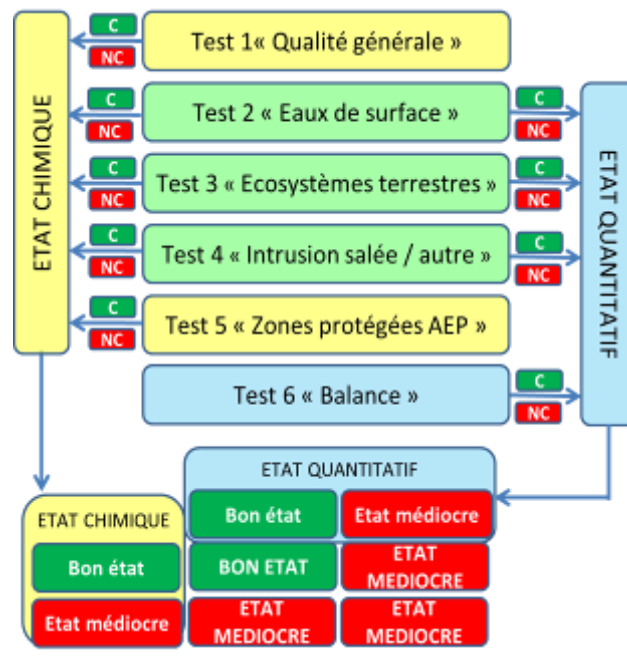 C
Test 1« Qualité générale »
NC
C
Test 2 « Eaux de surface »
C
NC
NC
C
Test 3 « Ecosystèmes terrestres »
C
NC
NC
C
Test 4 « Intrusion salée / autre »
C
NC
NC
C
Test 5 « Zones protégées AEP »
NC
Test 6 « Balance »
C
NC
ETAT CHIMIQUE
ETAT QUANTITATIF
ETAT QUANTITATIF
ETAT CHIMIQUE
Bon état
Etat médiocre
Bon état
BON ETAT
ETAT
MEDIOCRE
Etat médiocre
ETAT
MEDIOCRE
ETAT
MEDIOCRE